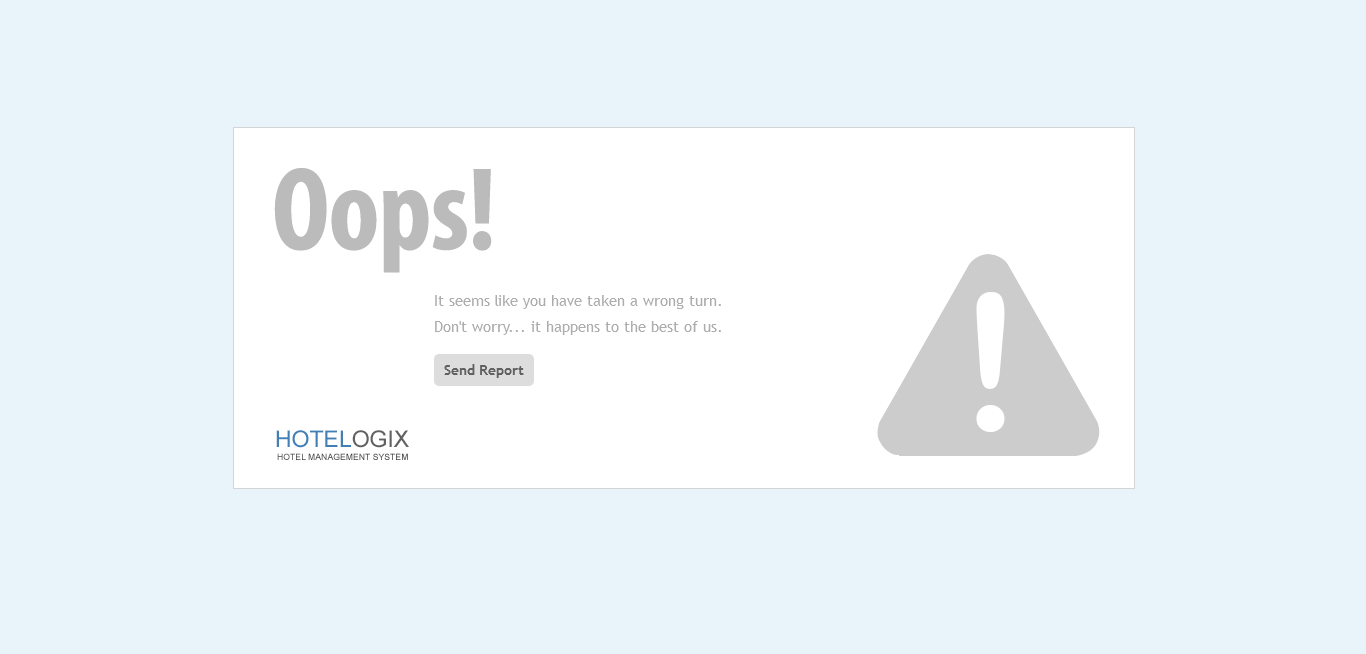 Oops!
It seems like you have taken a wrong turn.
Don't worry... it happens to the best of us.
Send Report
HOTELOGIX
HOTEL MANAGEMENT SYSTEM